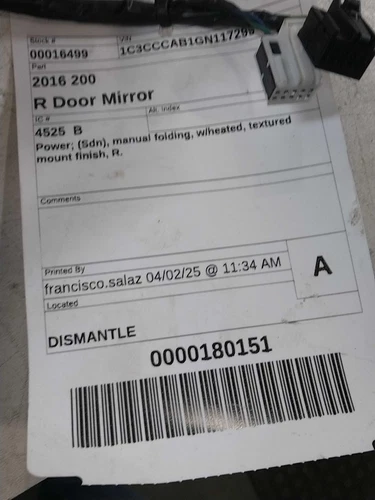 Stock # VIN
00016499 1C3CCCAB1GN117299
Part
2016 200
R Door Mirror
IC # Alt. Index
4525 B
Power; (Sdn), manual folding, w/heated, textured
mount finish, R.
Comments
Printed By
francisco.salaz 04/02/25 @ 11:34 AM
A
Located
DISMANTLE
0000180151